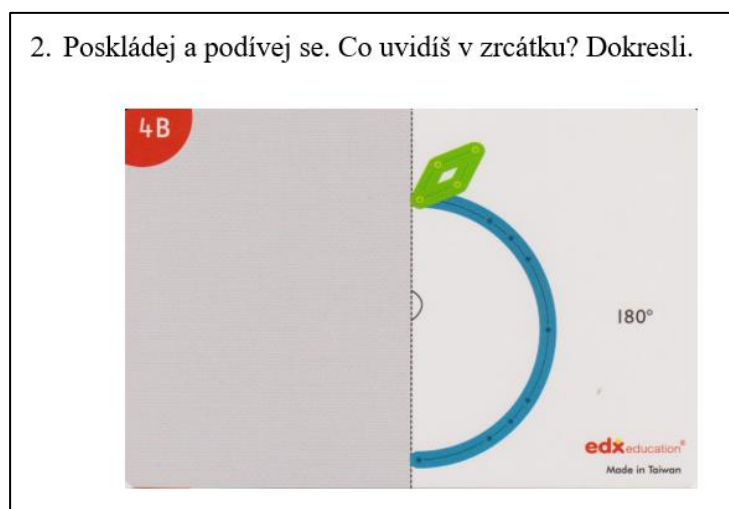 2. Poskládej a podívej se. Co uvidíš v zrcátku? Dokresli.
4B
180°
edxeducation®
Made in Taiwan